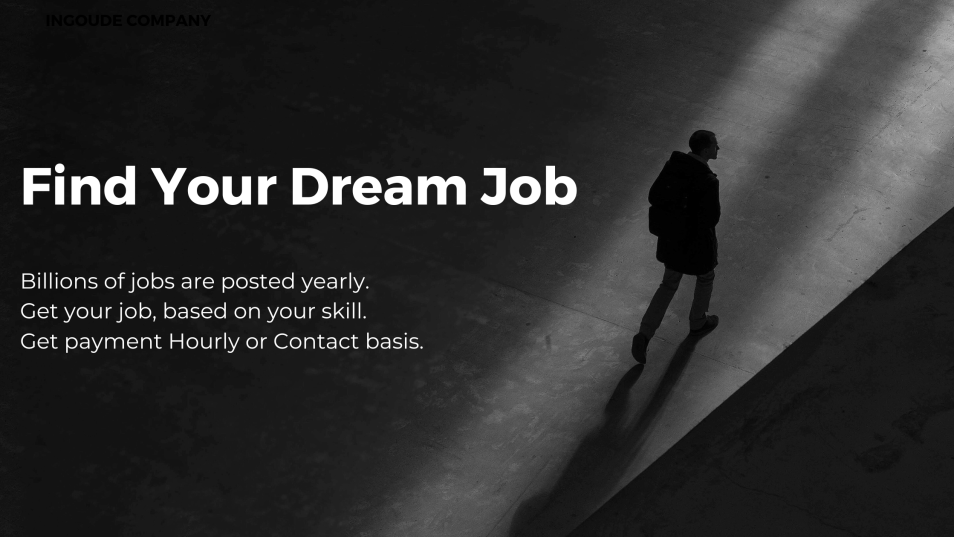 INGOUDE COMPANY
Find Your Dream Job
Billions of jobs are posted yearly.
Get your job, based on your skill.
Get payment Hourly or Contact basis.